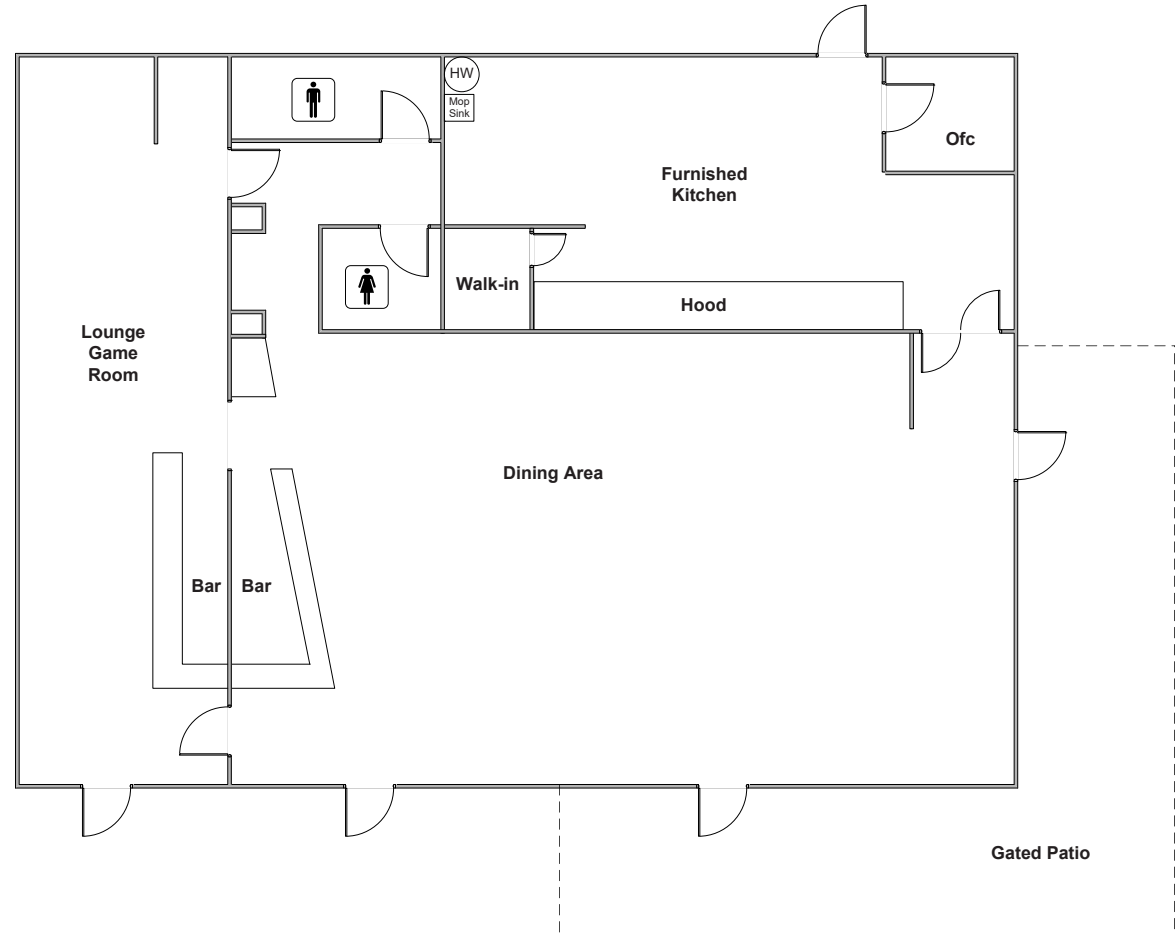 HW
Mop
Sink
Ofc
Furnished
Kitchen
Walk-in
Hood
Lounge
Game
Room
Dining Area
Bar
Bar
Gated Patio